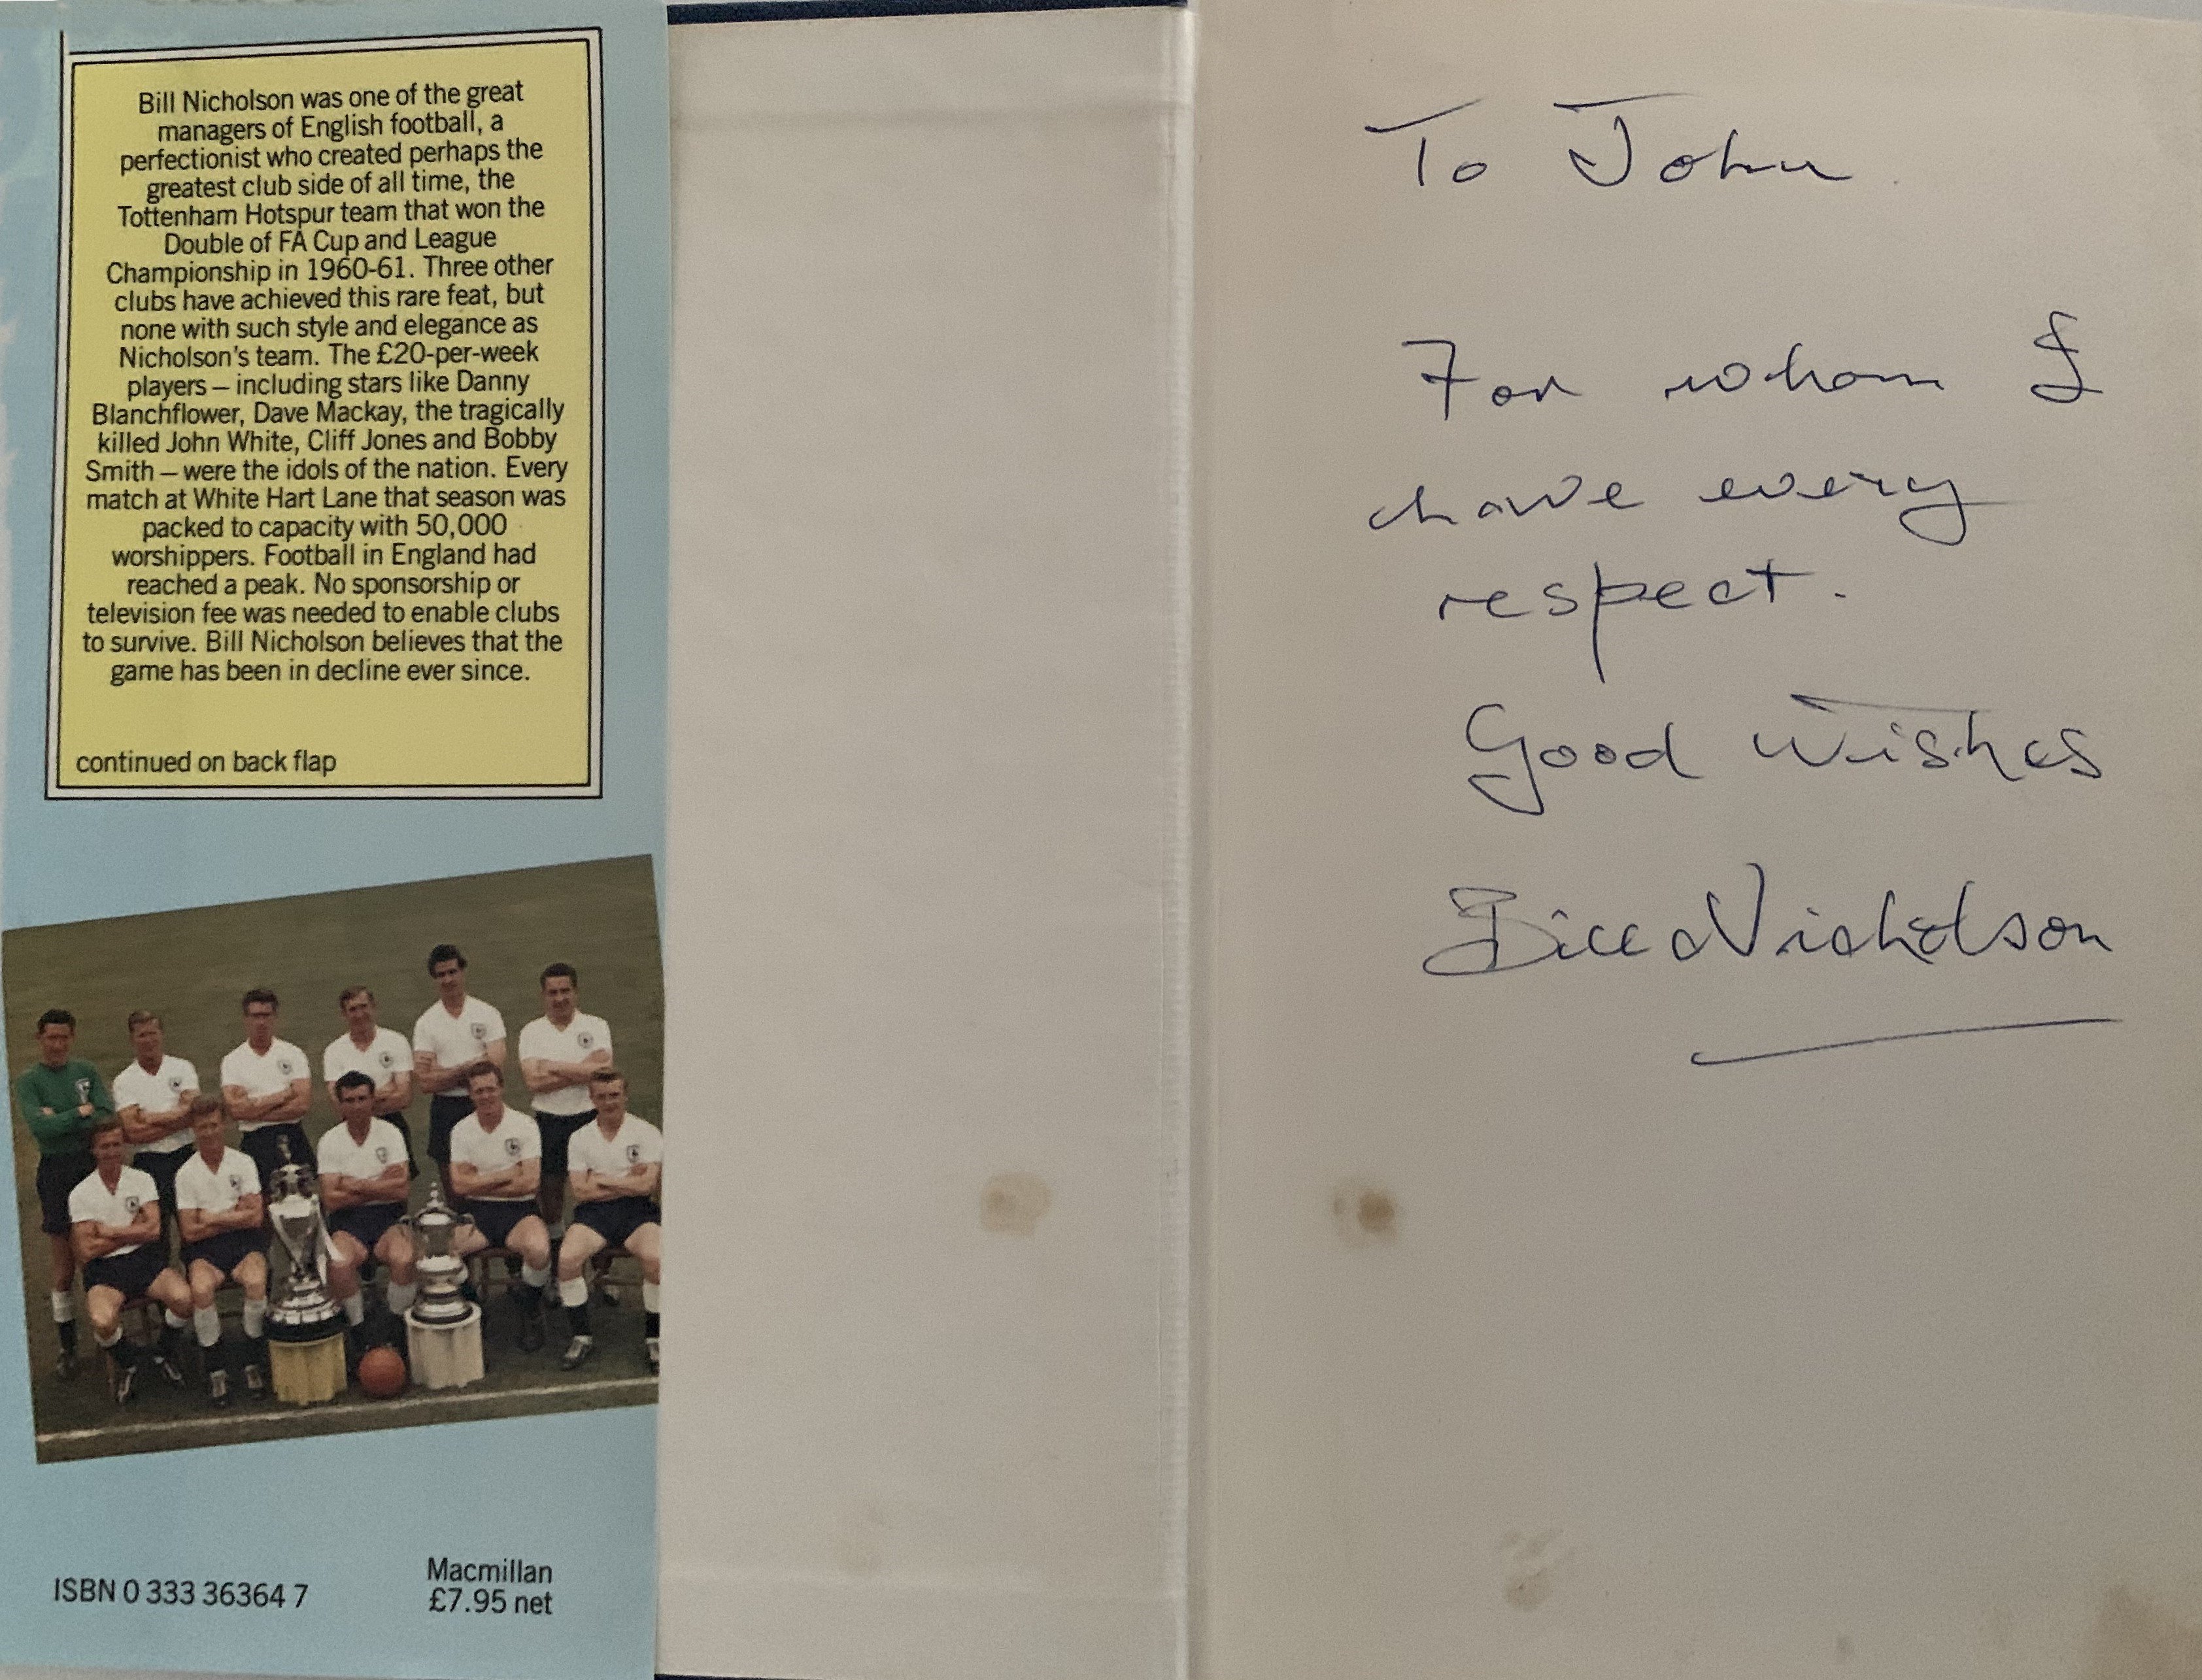 Bill Nicholson was one of the great
managers of English football, a
perfectionist who created perhaps the
greatest club side of all time, the
Tottenham Hotspur team that won the
Double of FA Cup and League
Championship in 1960-61. Three other
clubs have achieved this rare feat, but
none with such style and elegance as
Nicholson's team. The £20-per-week
players – including stars like Danny
Blanchflower, Dave Mackay, the tragically
killed John White, Cliff Jones and Bobby
Smith – were the idols of the nation. Every
match at White Hart Lane that season was
packed to capacity with 50,000
worshippers. Football in England had
reached a peak. No sponsorship or
television fee was needed to enable clubs
to survive. Bill Nicholson believes that the
game has been in decline ever since.
continued on back flap
ISBN 0 333 36364 7
Macmillan
£7.95 net
To John.
For whom I
have every
respect.
Good Wishes
Bill Nicholson